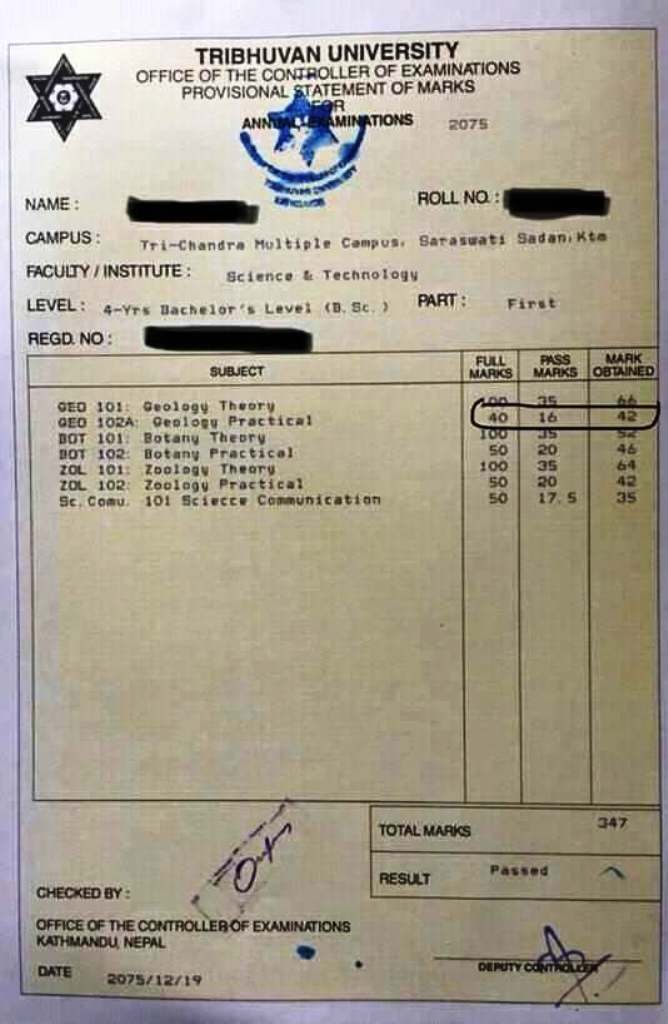 TRIBHUVAN UNIVERSITY
OFFICE OF THE CONTROLLER OF EXAMINATIONS
PROVISIONAL STATEMENT OF MARKS
FOR
ANNUAL EXAMINATIONS 2075
NAME :
ROLL NO. :
CAMPUS : Tri-Chandra Multiple Campus, Saraswati Sadan, Ktm
FACULTY / INSTITUTE : Science & Technology
LEVEL : 4-Yrs Bachelor's Level (B.Sc.) PART : First
REGD. NO :
SUBJECT FULL MARKS PASS MARKS MARK OBTAINED
GEO 101: Geology Theory 100 35 66
GEO 102A: Geology Practical 40 16 42
BOT 101: Botany Theory 100 35 52
BOT 102: Botany Practical 50 20 46
ZOL 101: Zoology Theory 100 35 64
ZOL 102: Zoology Practical 50 20 42
Sc. Comu. 101 Sciecce Communication 50 17.5 35
TOTAL MARKS 347
RESULT Passed
CHECKED BY :
OFFICE OF THE CONTROLLER OF EXAMINATIONS
KATHMANDU, NEPAL
DATE 2075/12/19
DEPUTY CONTROLLER